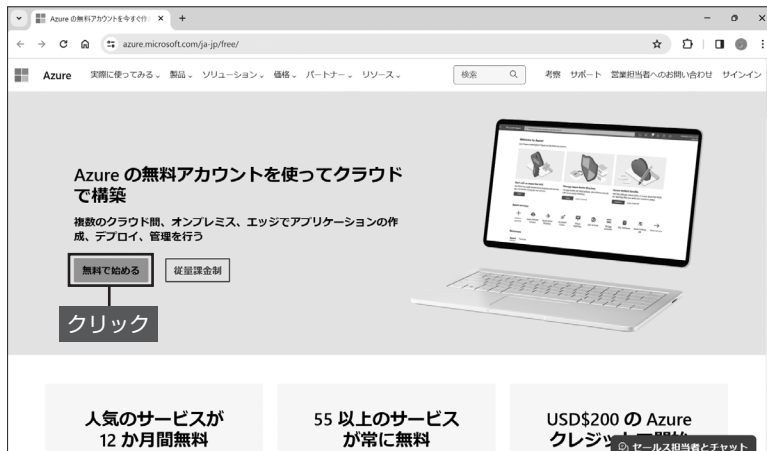 Azure の無料アカウントを今すぐ作
azure.microsoft.com/ja-jp/free/
Azure 実際に使ってみる 製品 ソリューション 価格 パートナー リソース 検索 考察 サポート 営業担当者へのお問い合わせ サインイン
Azure の無料アカウントを使ってクラウド
で構築
複数のクラウド間、オンプレミス、エッジでアプリケーションの作
成、デプロイ、管理を行う
無料で始める 従量課金制
クリック
人気のサービスが
12 か月間無料
55 以上のサービス
が常に無料
USD$200 の Azure
クレジット
セールス担当者とチャット